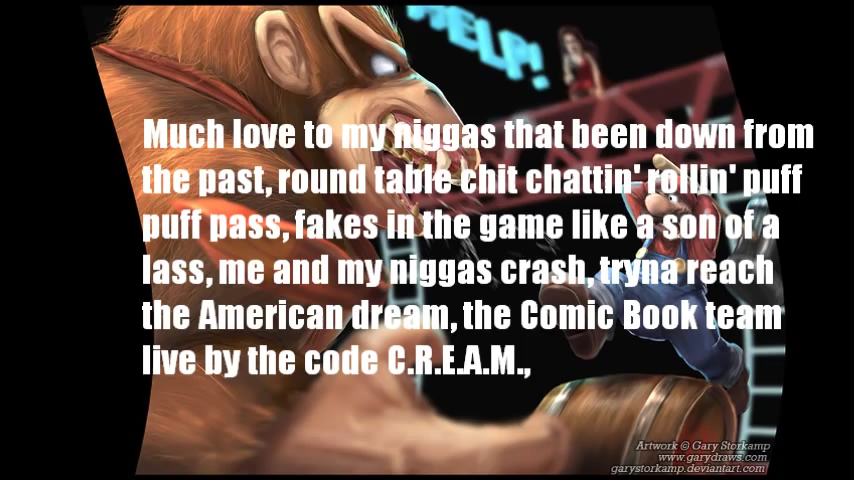 HELP!
Much love to my niggas that been down from
the past, round table chit chattin' rollin' puff
puff pass, fakes in the game like a son of a
lass, me and my niggas crash, tryna reach
the American dream, the Comic Book team
live by the code C.R.E.A.M.,
Artwork © Gary Storkamp
www.garydraws.com
garystorkamp.deviantart.com